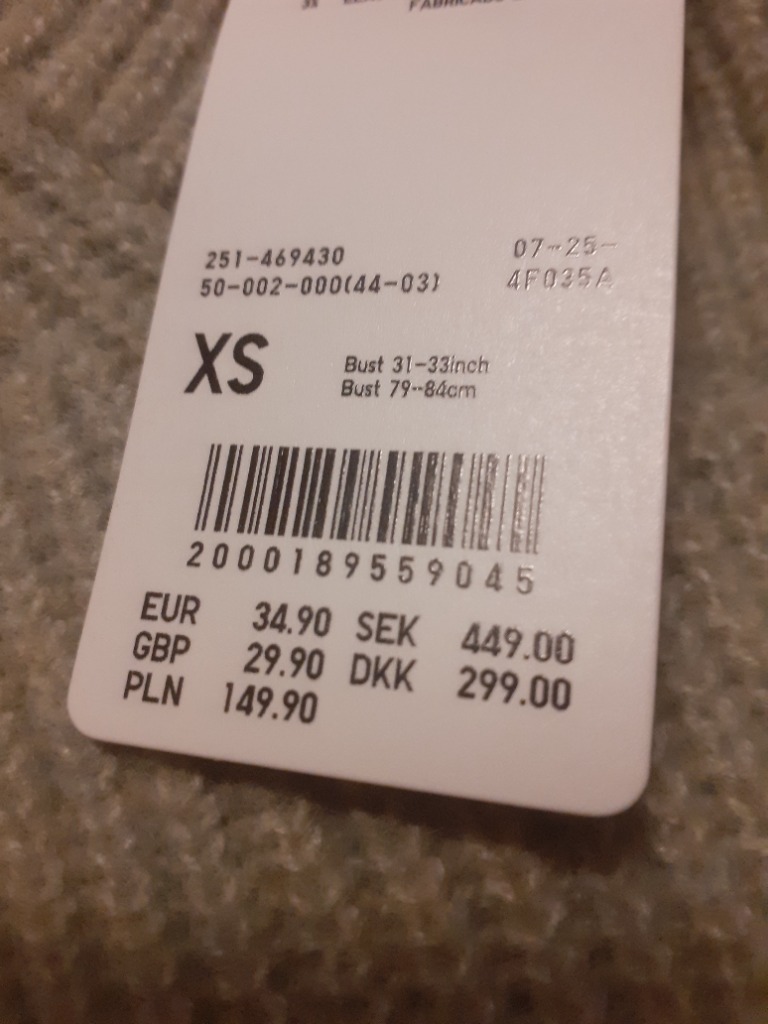 251-469430 07-25-
50-002-000(44-03) 4F035A
XS
Bust 31-33inch
Bust 79-84cm
2000189559045
EUR 34.90 SEK 449.00
GBP 29.90 DKK 299.00
PLN 149.90